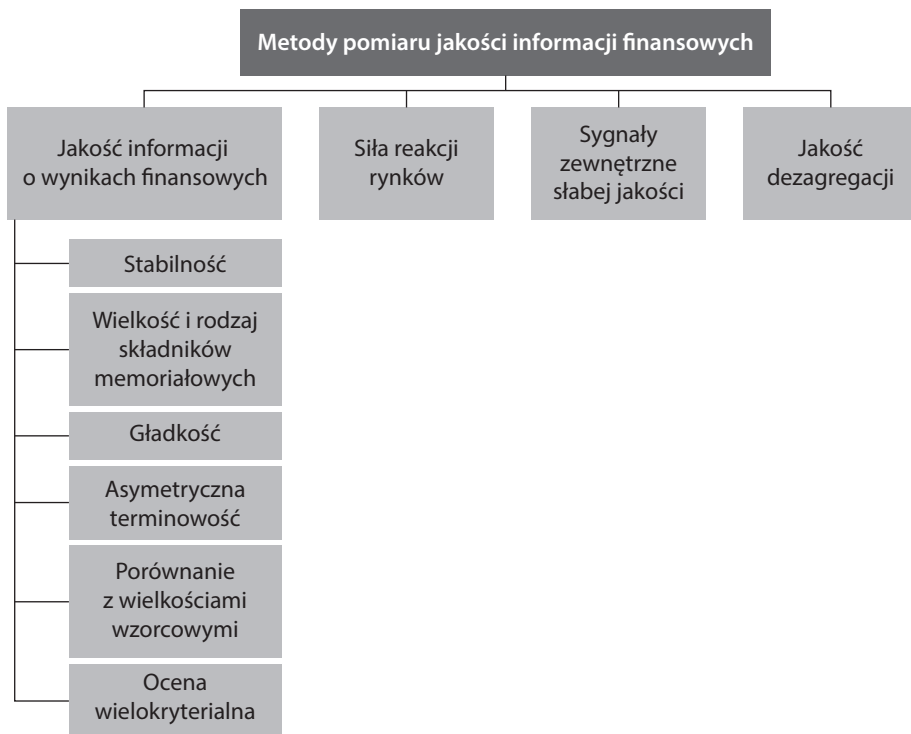 Metody pomiaru jakości informacji finansowych
Jakość informacji
o wynikach finansowych
Siła reakcji
rynków
Sygnały
zewnętrzne
słabej jakości
Jakość
dezagregacji
Stabilność
Wielkość i rodzaj
składników
memoriałowych
Gładkość
Asymetryczna
terminowość
Porównanie
z wielkościami
wzorcowymi
Ocena
wielokryterialna